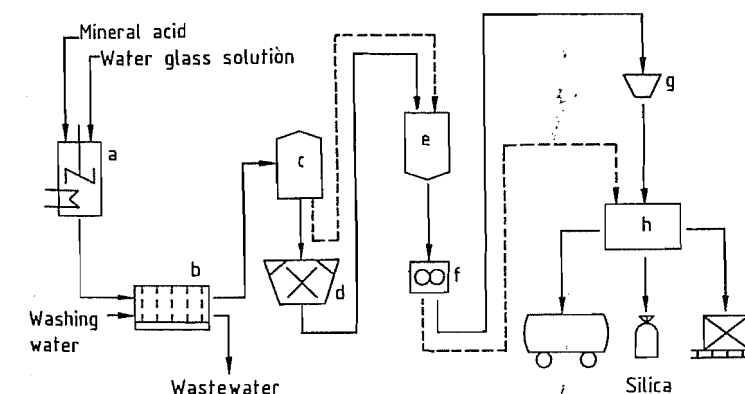 Mineral acid
Water glass solution
a
b
c
d
e
f
g
h
Washing
water
Wastewater
Silica